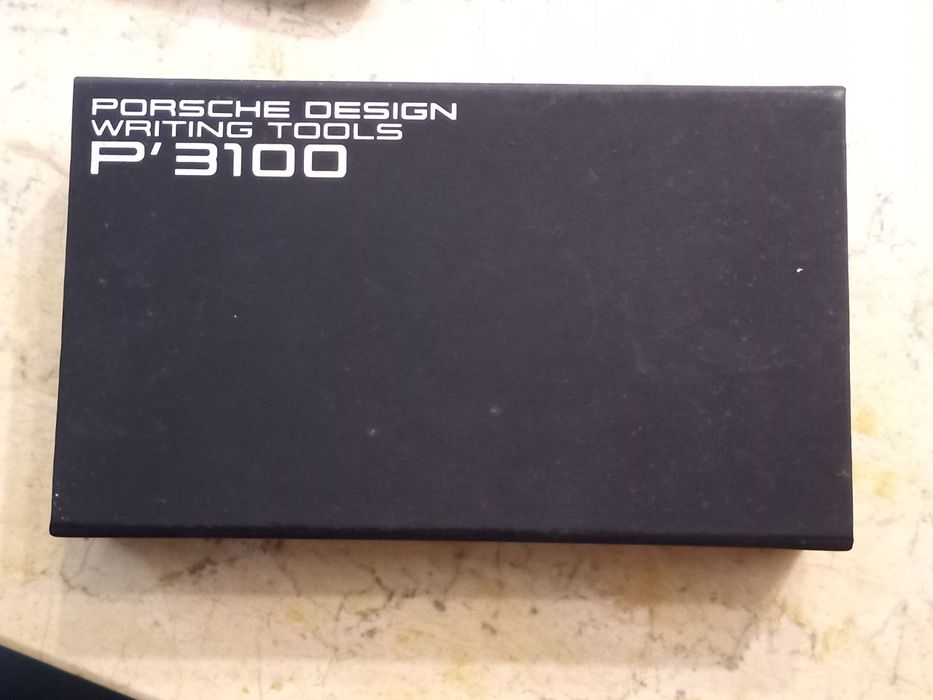 PORSCHE DESIGN
WRITING TOOLS
P'3100